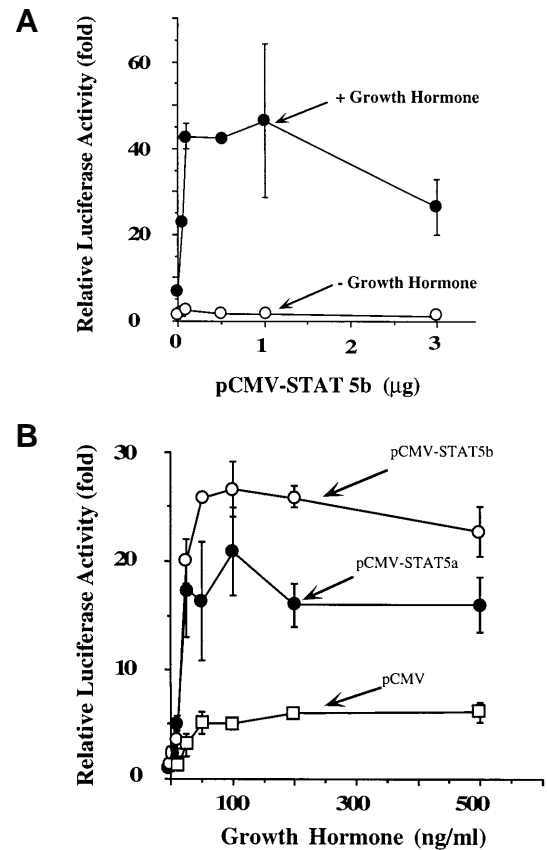 A
Relative Luciferase Activity (fold)
60
40
20
0
+ Growth Hormone
- Growth Hormone
0 1 2 3
pCMV-STAT 5b (μg)
B
Relative Luciferase Activity (fold)
30
20
10
0
pCMV-STAT5b
pCMV-STAT5a
pCMV
100 300 500
Growth Hormone (ng/ml)